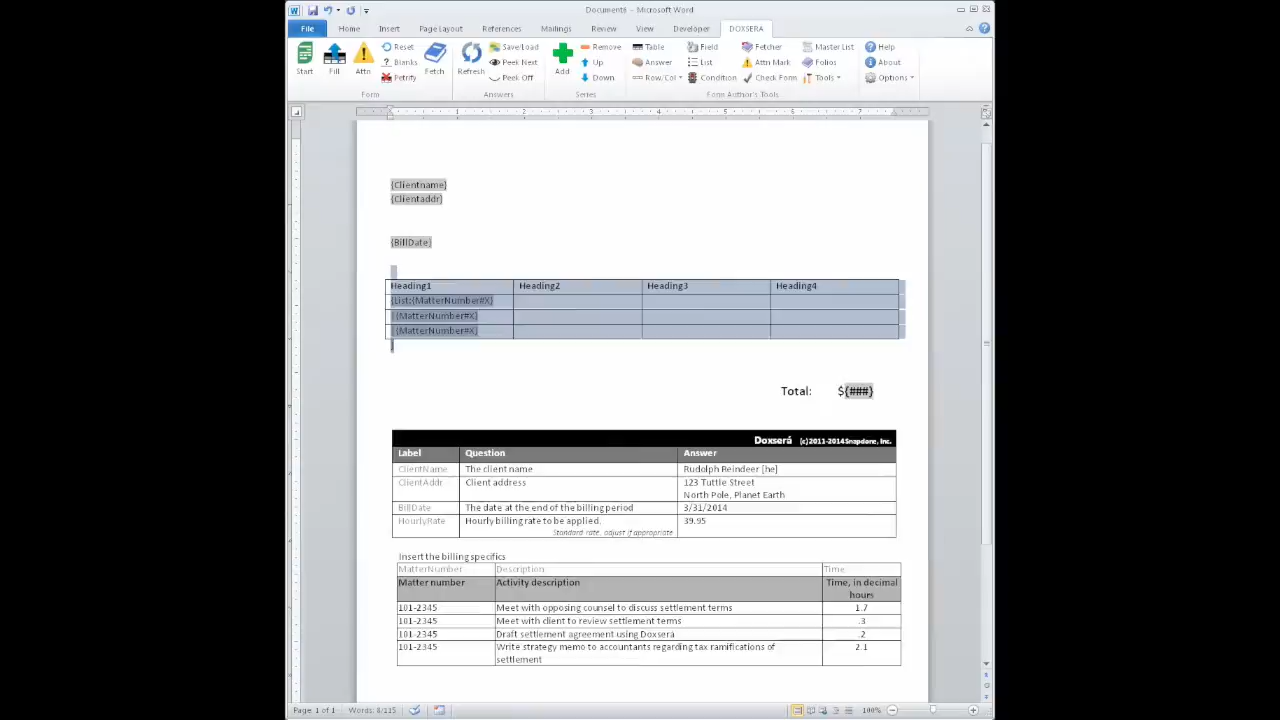 Document6 - Microsoft Word
File Home Insert Page Layout References Mailings Review View Developer DOXSERA
Reset Save/Load Remove Table Field Fetcher Master List Help
Blanks Peek Next Up Answer List Attn Mark Folios About
Start Fill Attn Petrify Fetch Refresh Peek Off Add Down Row/Col Condition Check Form Tools Options
Form Answers Series Form Author's Tools
1 2 3 4 5 6 7
{Clientname}
{Clientaddr}
{BillDate}
Heading1 Heading2 Heading3 Heading4
{List:{MatterNumber#X}
{MatterNumber#X}
{MatterNumber#X}
Total: ${###}
Doxserá (c)2011-2014 Snapdone, Inc.
Label Question Answer
ClientName The client name Rudolph Reindeer [he]
ClientAddr Client address 123 Tuttle Street
North Pole, Planet Earth
BillDate The date at the end of the billing period 3/31/2014
HourlyRate Hourly billing rate to be applied. 39.95
Standard rate, adjust if appropriate
Insert the billing specifics
MatterNumber Description Time
Matter number Activity description Time, in decimal
hours
101-2345 Meet with opposing counsel to discuss settlement terms 1.7
101-2345 Meet with client to review settlement terms .3
101-2345 Draft settlement agreement using Doxsera .2
101-2345 Write strategy memo to accountants regarding tax ramifications of 2.1
settlement
Page: 1 of 1 Words: 8/115 100%